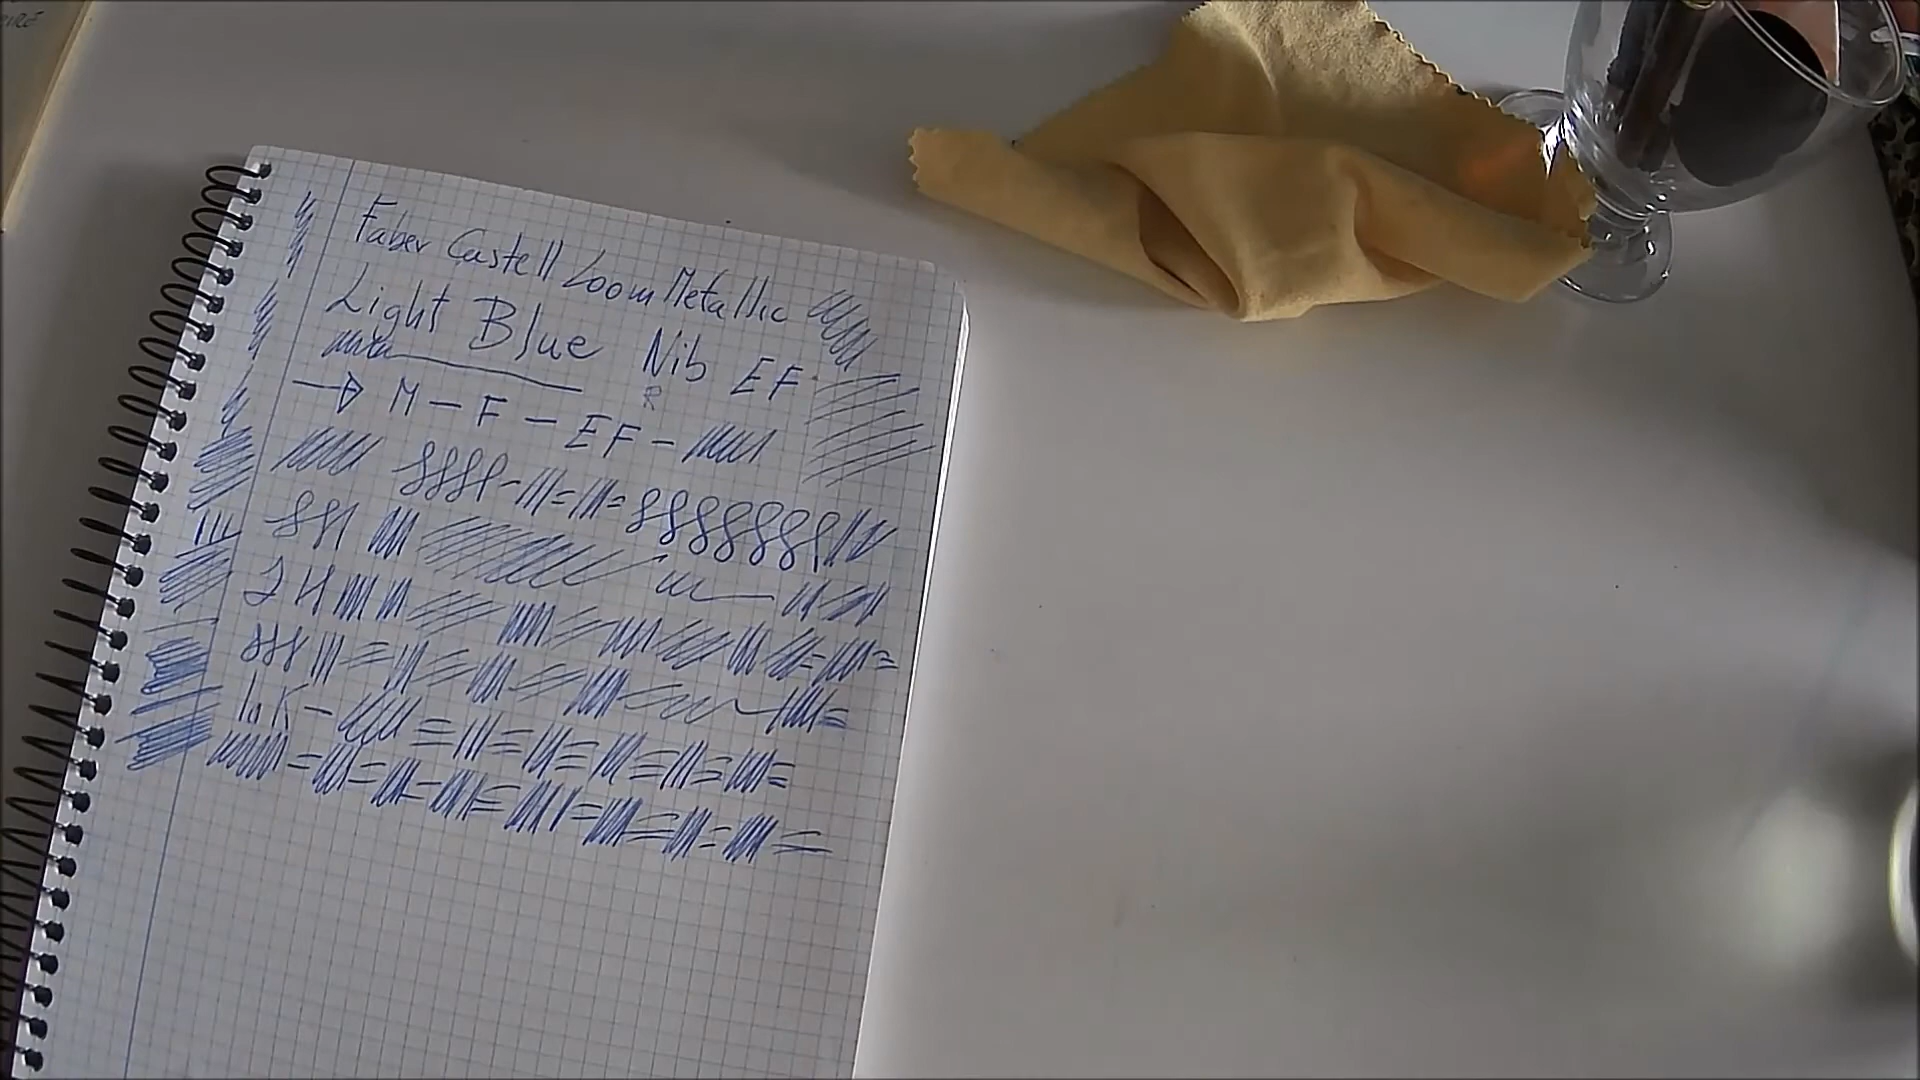 Faber Castell Loom Metallic
Light Blue Nib EF
→ M - F - EF -